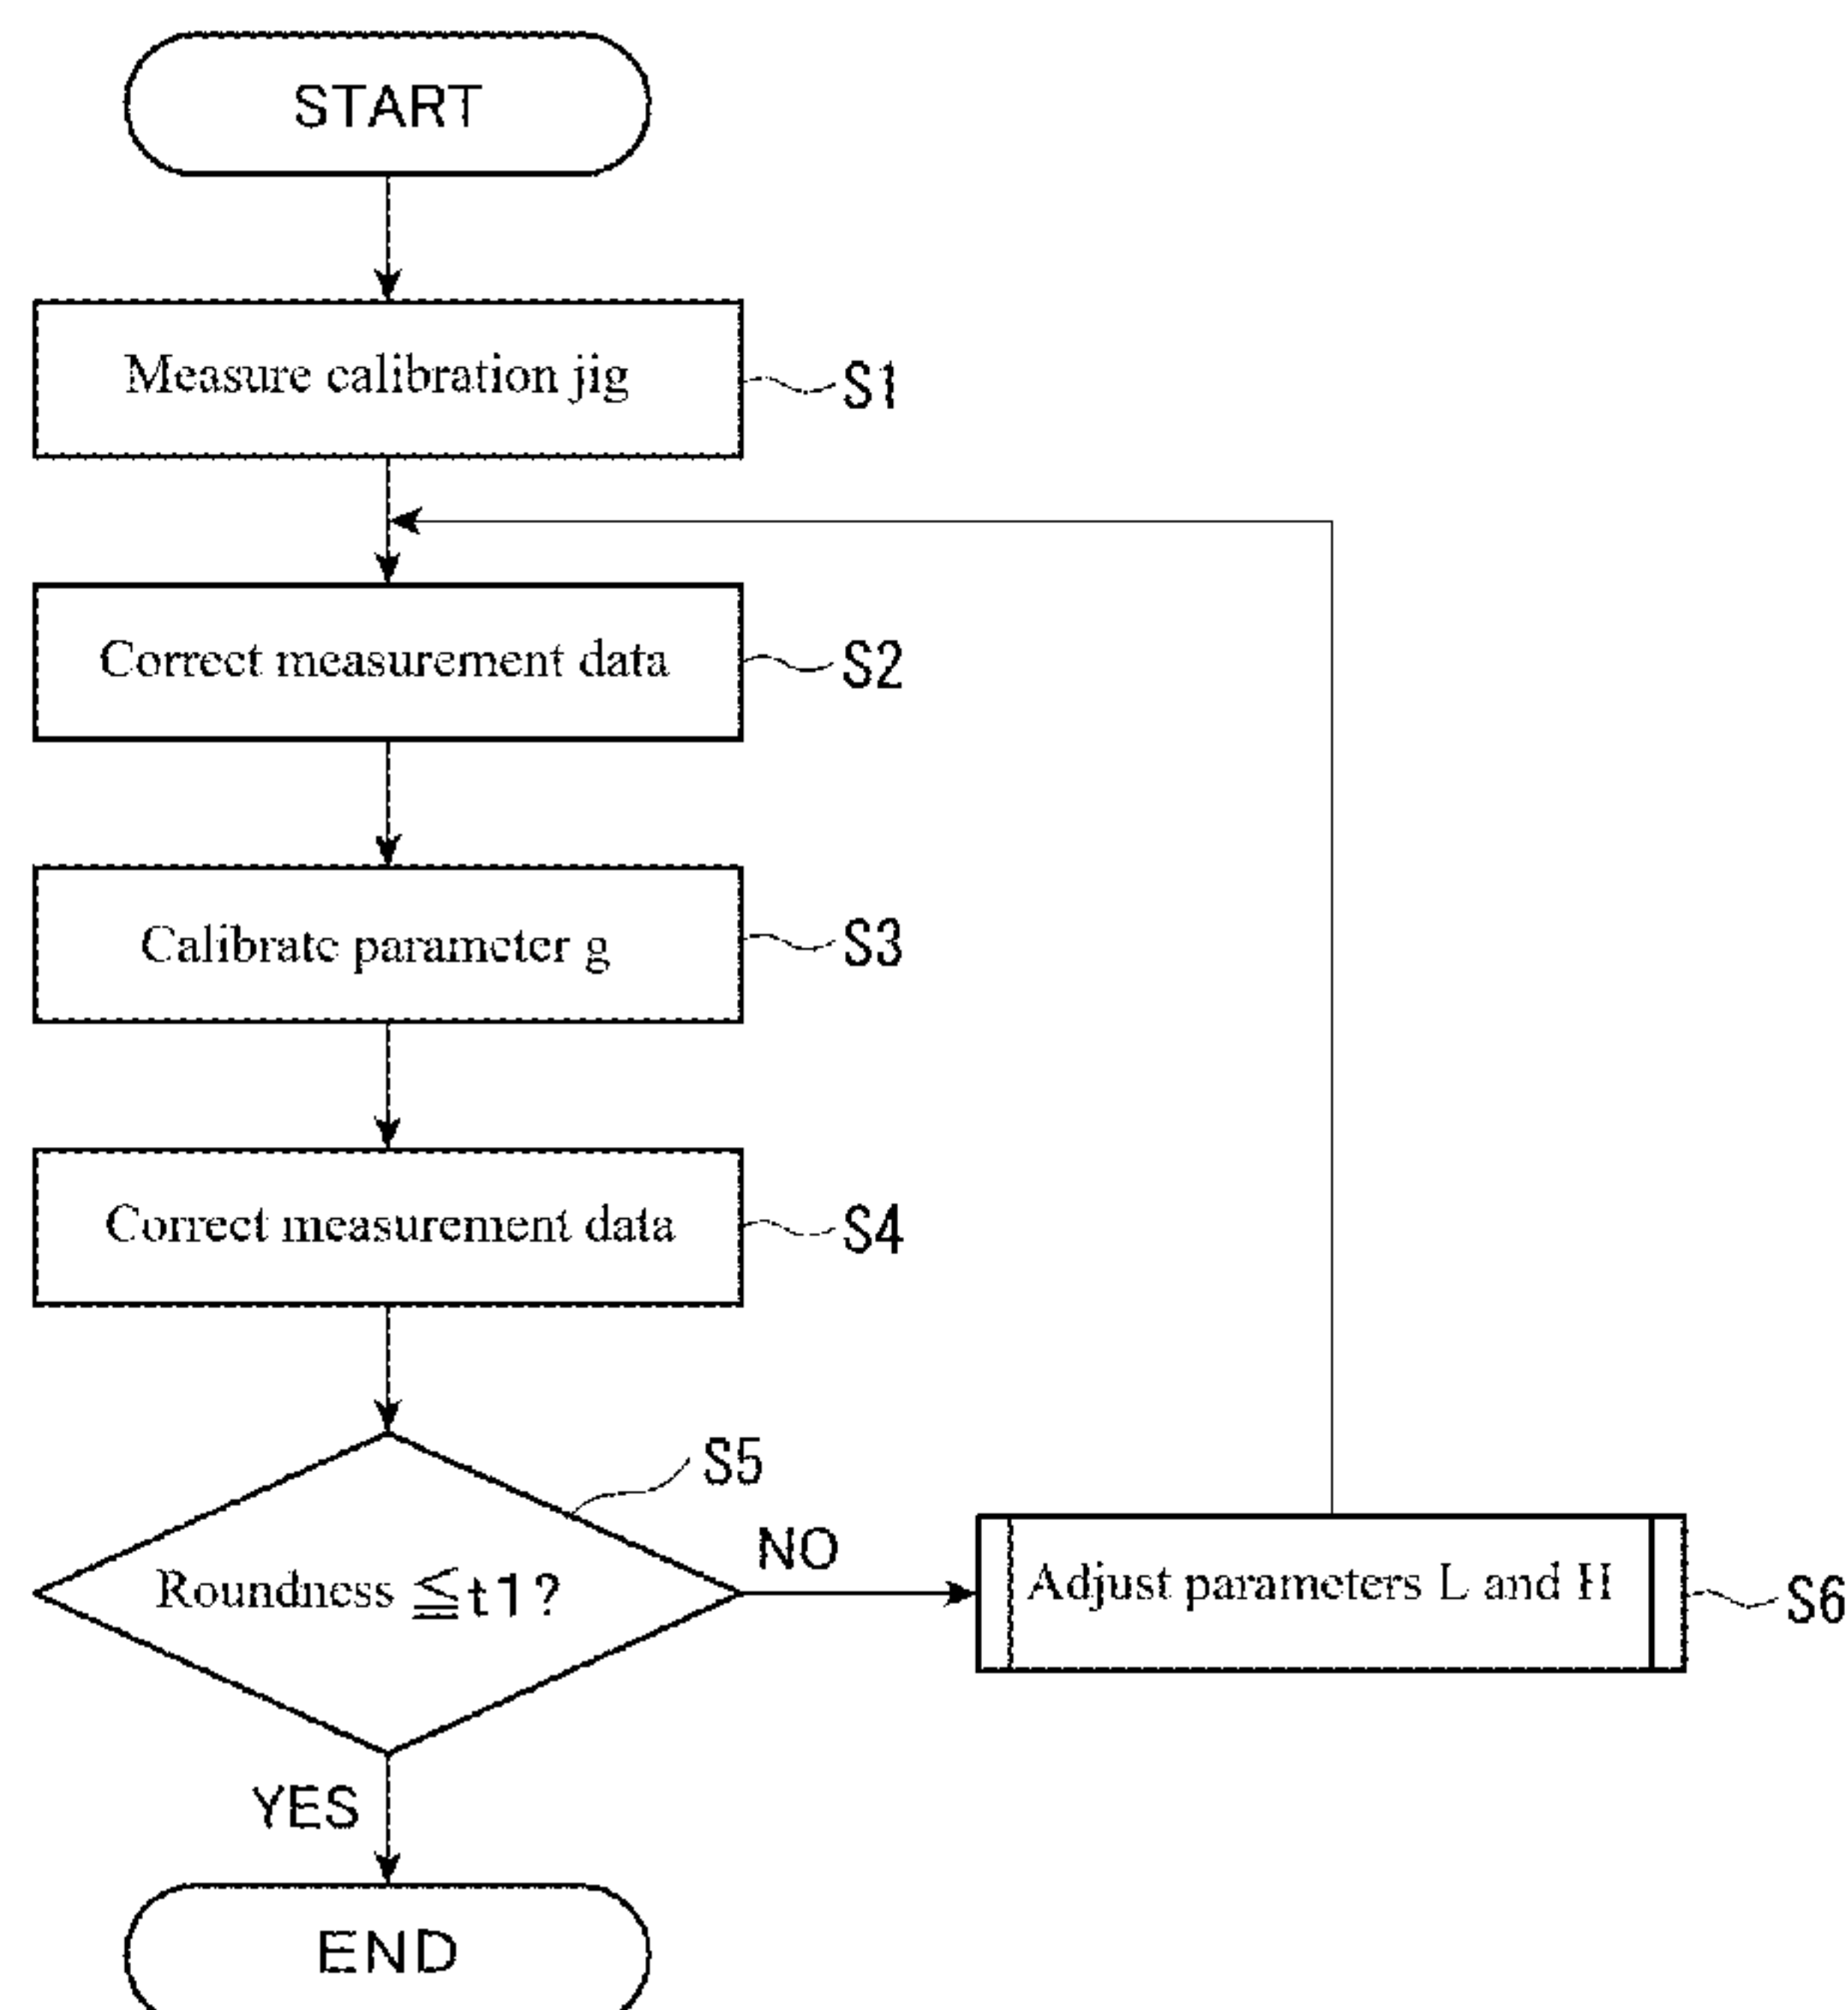 START
Measure calibration jig
S1
Correct measurement data
S2
Calibrate parameter g
S3
Correct measurement data
S4
S5
Roundness ≦t1?
NO
Adjust parameters L and H
S6
YES
END